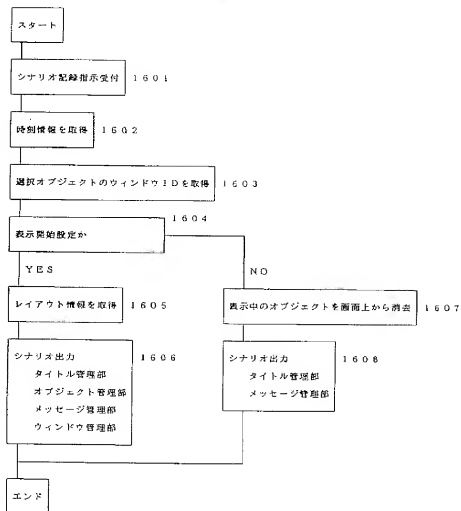 スタート
シナリオ記録指示受付 1601
時刻情報を取得 1602
選択オブジェクトのウィンドウIDを取得 1603
表示開始設定か 1604
YES
NO
レイアウト情報を取得 1605
表示中のオブジェクトを画面上から消去 1607
シナリオ出力 1606
タイトル管理部
オブジェクト管理部
メッセージ管理部
ウィンドウ管理部
シナリオ出力 1608
タイトル管理部
メッセージ管理部
エンド